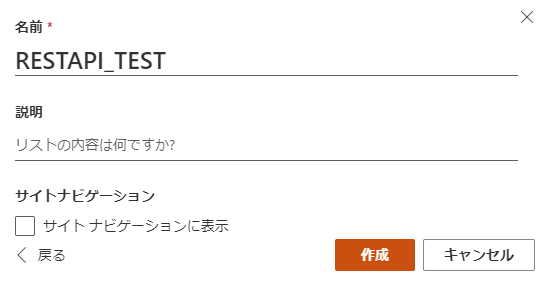 名前 *
RESTAPI_TEST
説明
リストの内容は何ですか?
サイトナビゲーション
サイト ナビゲーションに表示
戻る
作成
キャンセル